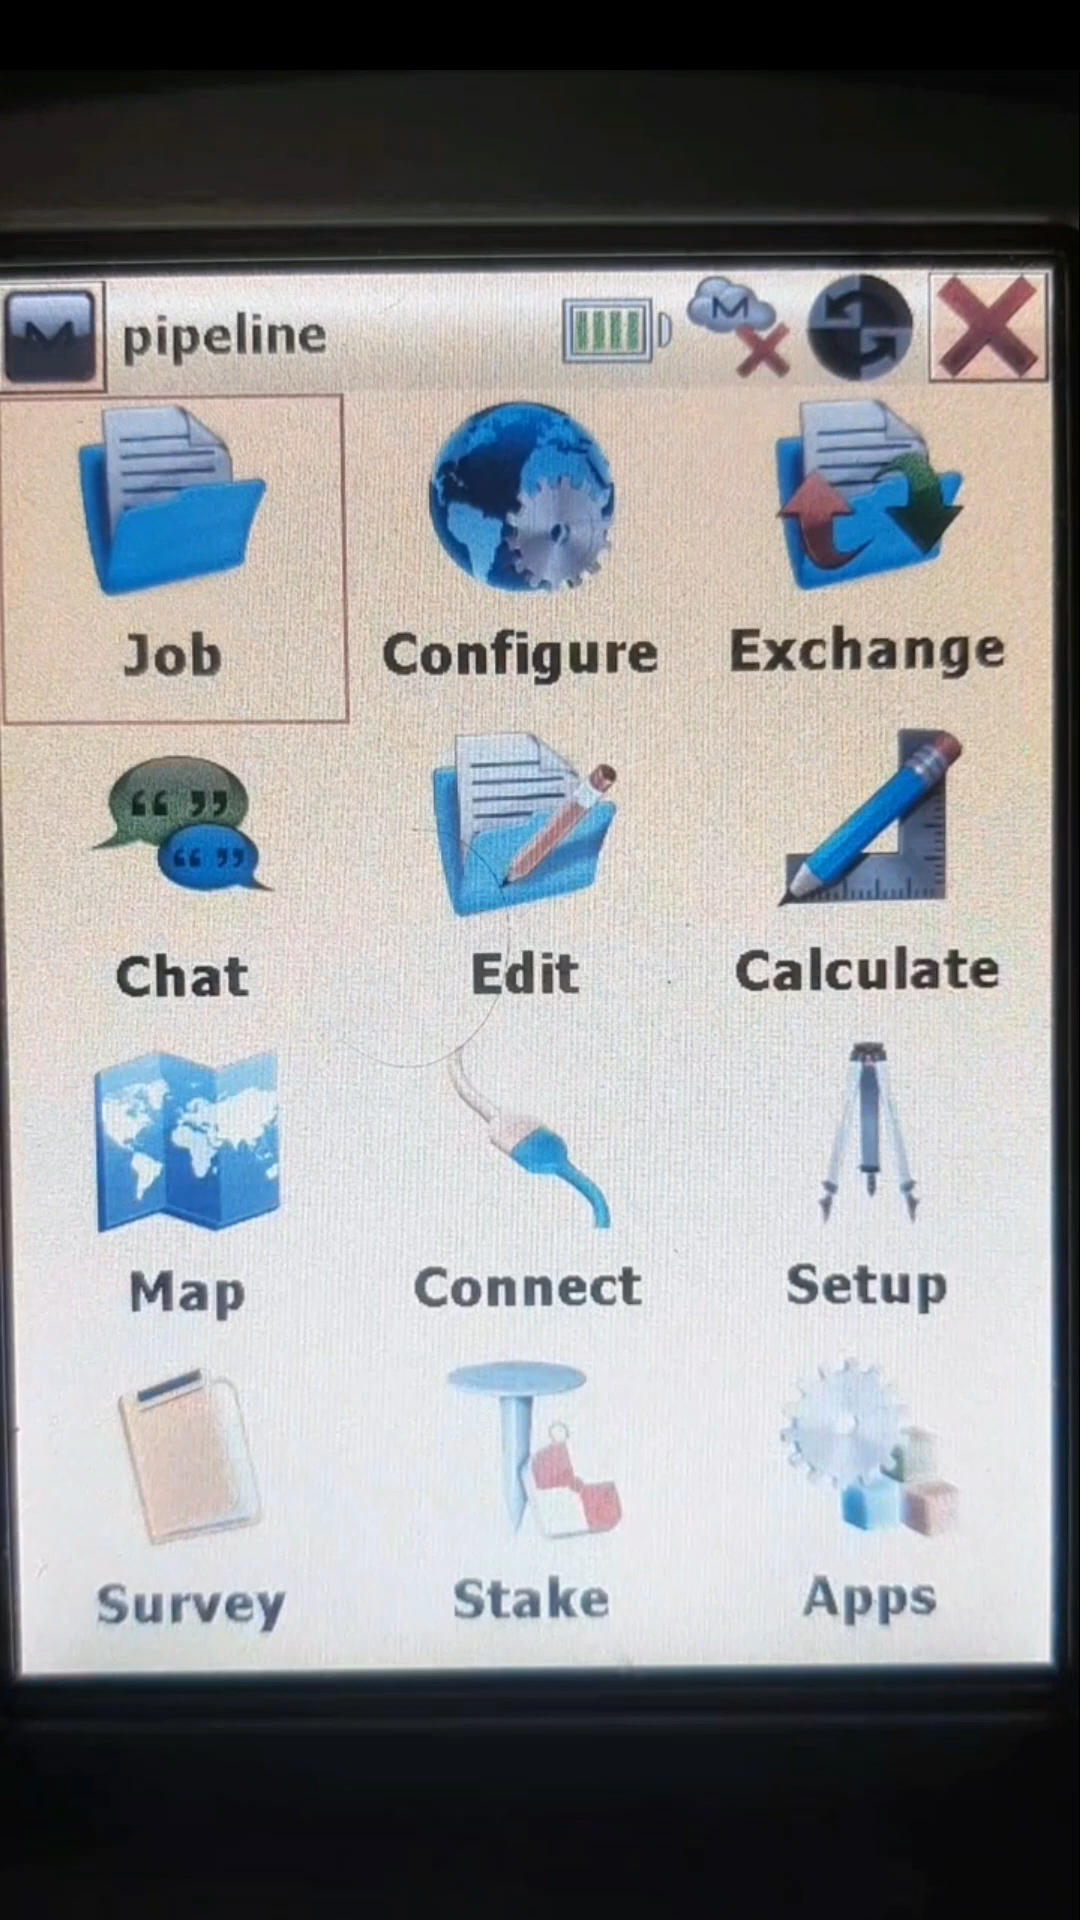 pipeline
Job Configure Exchange
Chat Edit Calculate
Map Connect Setup
Survey Stake Apps